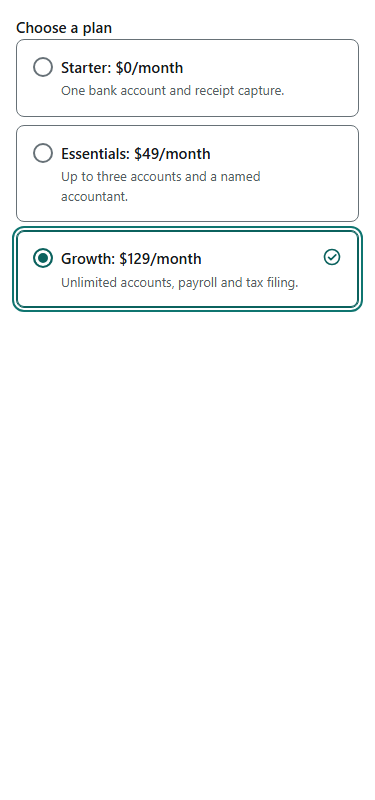 Choose a plan
Starter: $0/month
One bank account and receipt capture.
Essentials: $49/month
Up to three accounts and a named
accountant.
Growth: $129/month
Unlimited accounts, payroll and tax filing.